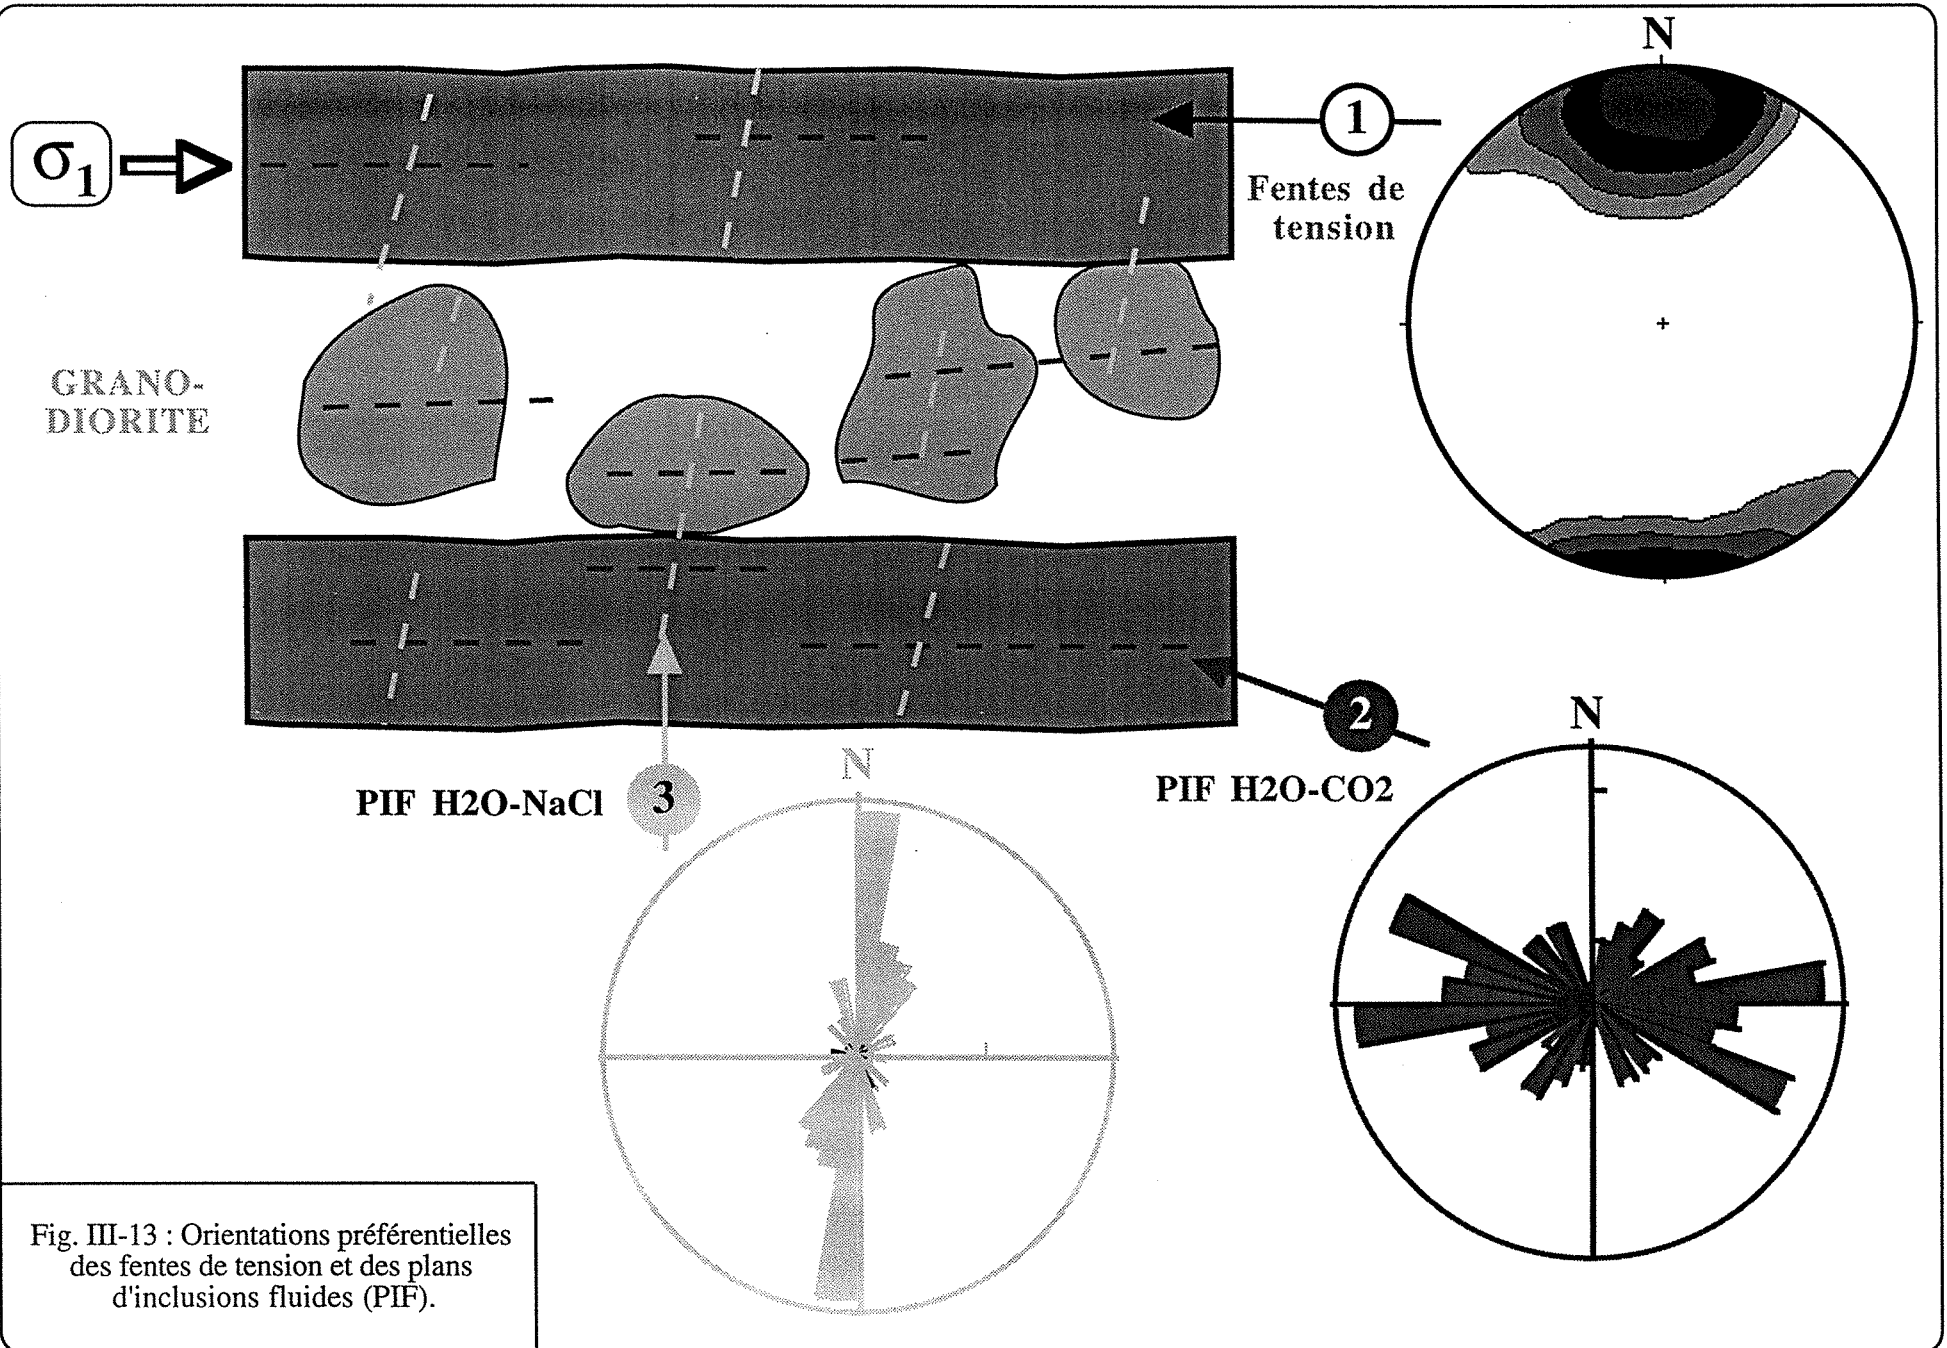 N
σ1
1
Fentes de
tension
GRANO-
DIORITE
2
N
PIF H2O-NaCl
3
N
PIF H2O-CO2
Fig. III-13 : Orientations préférentielles
des fentes de tension et des plans
d'inclusions fluides (PIF).